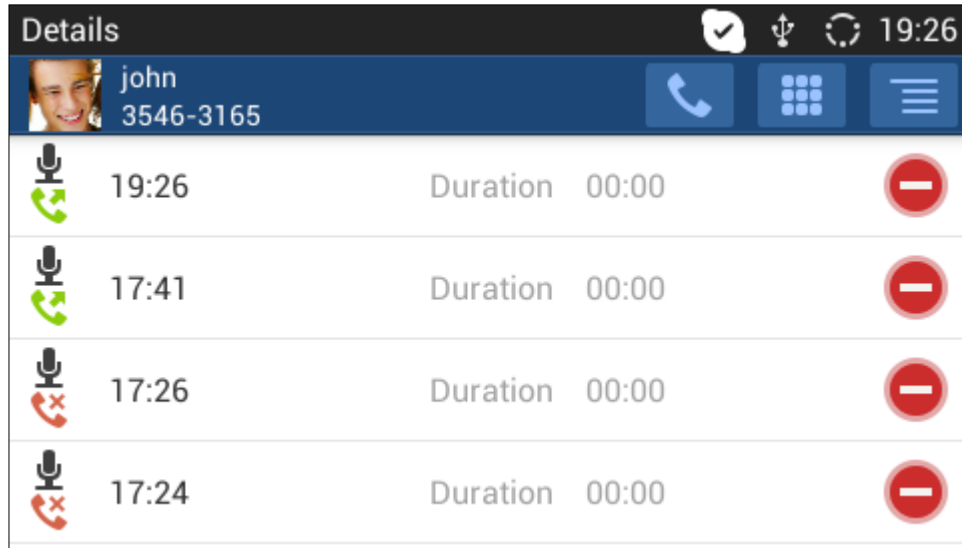 Details 19:26
john
3546-3165
19:26 Duration 00:00
17:41 Duration 00:00
17:26 Duration 00:00
17:24 Duration 00:00